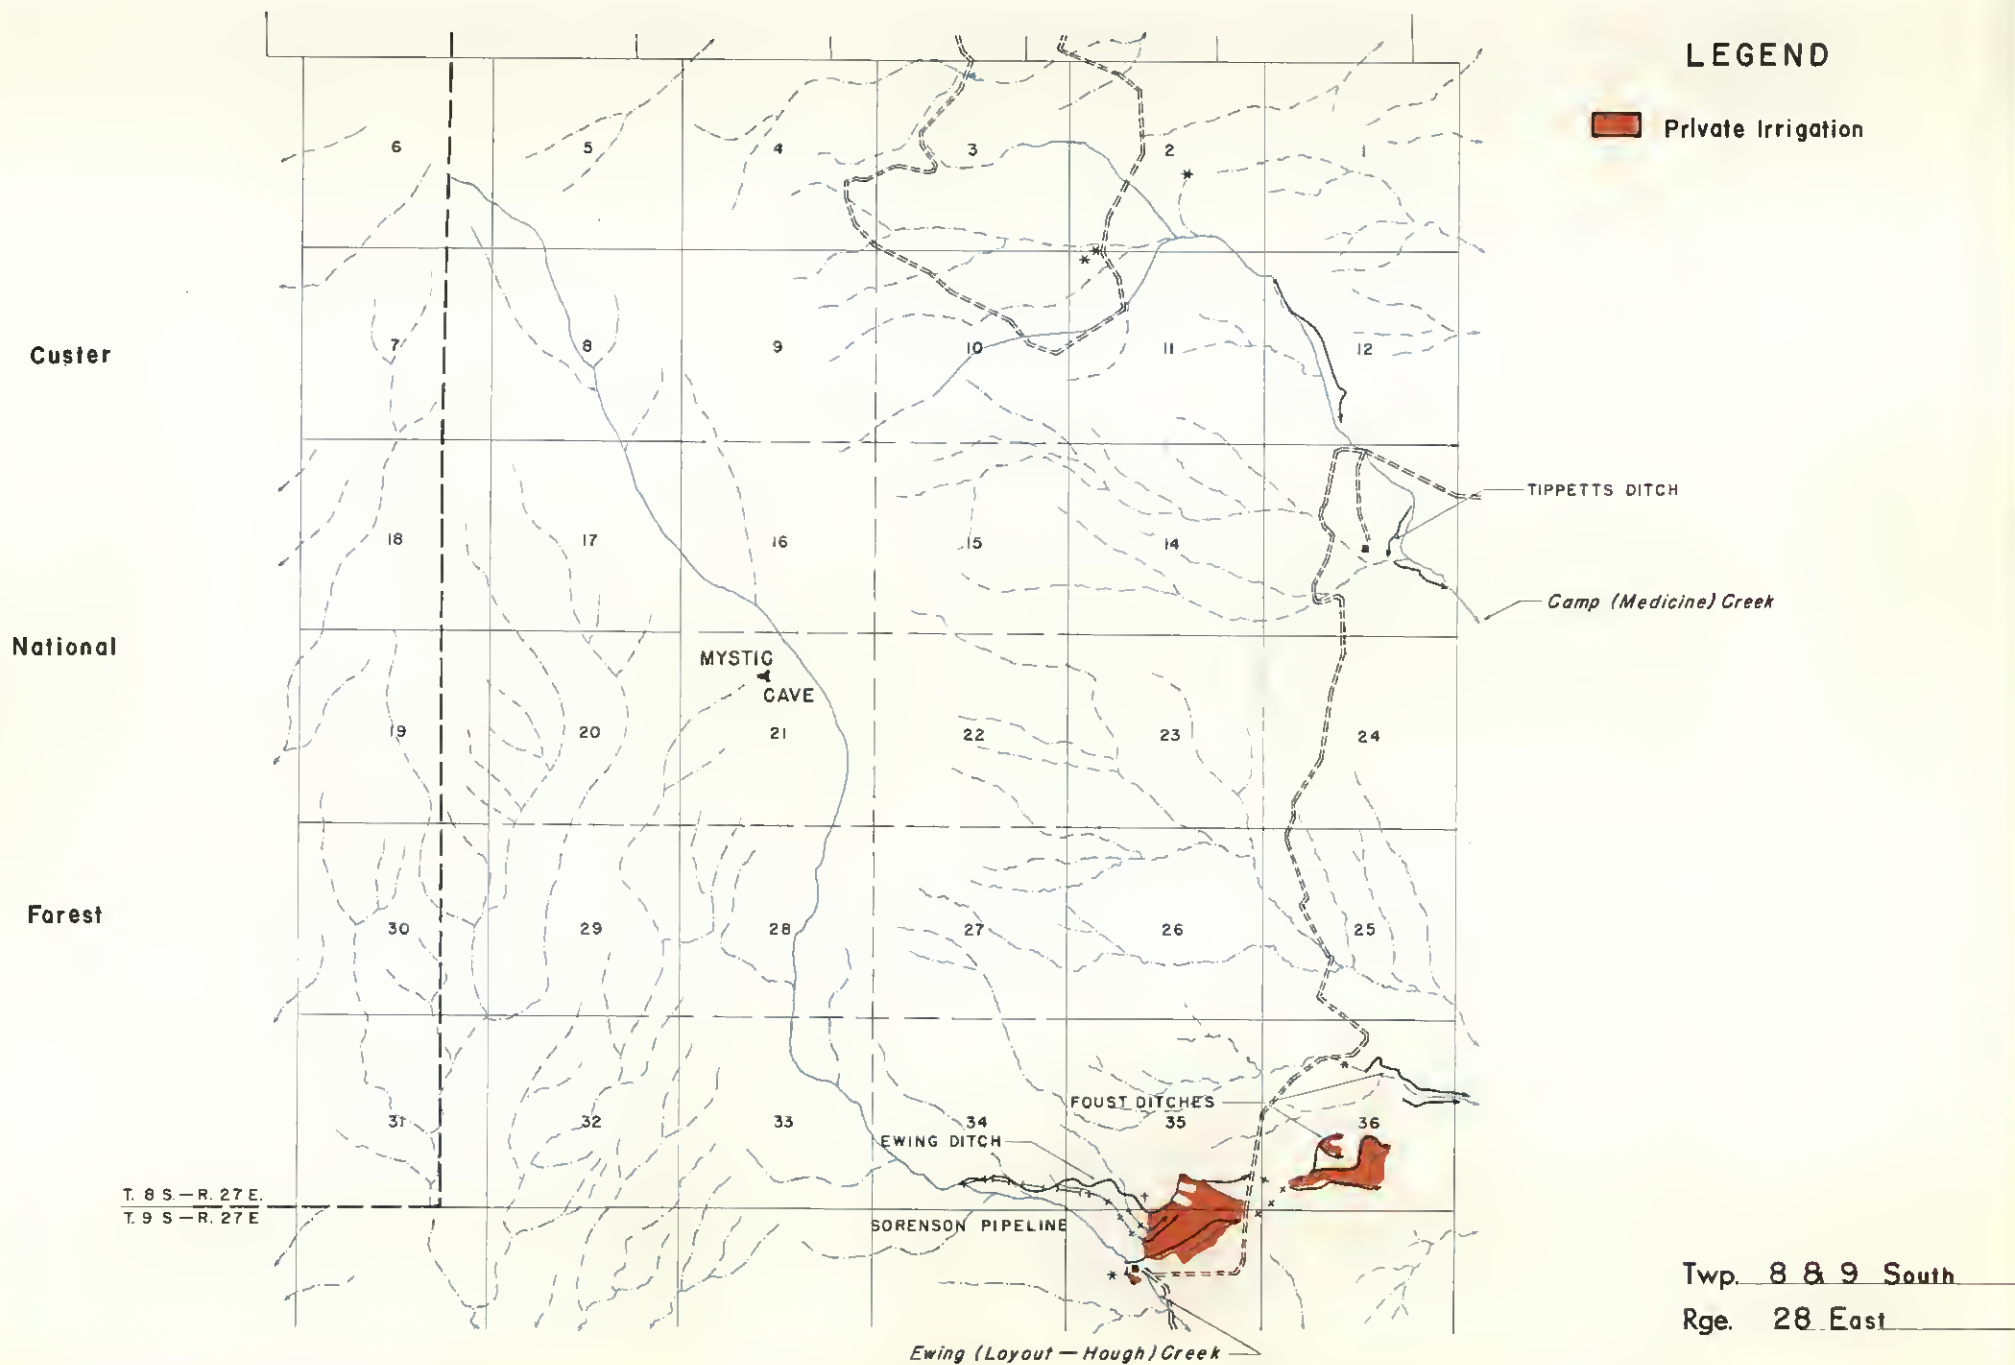 LEGEND
Private Irrigation
6 5 4 3 2 1
Custer
7 8 9 10 11 12
TIPPETTS DITCH
18 17 16 15 14
Camp (Medicine) Creek
National
MYSTIC
CAVE
19 20 21 22 23 24
Farest
30 29 28 27 26 25
FOUST DITCHES
31 32 33 34 35 36
EWING DITCH
T. 8 S.—R. 27 E.
T. 9 S—R. 27 E
SORENSON PIPELINE
Twp. 8 & 9 South
Rge. 28 East
Ewing (Loyout — Hough) Creek